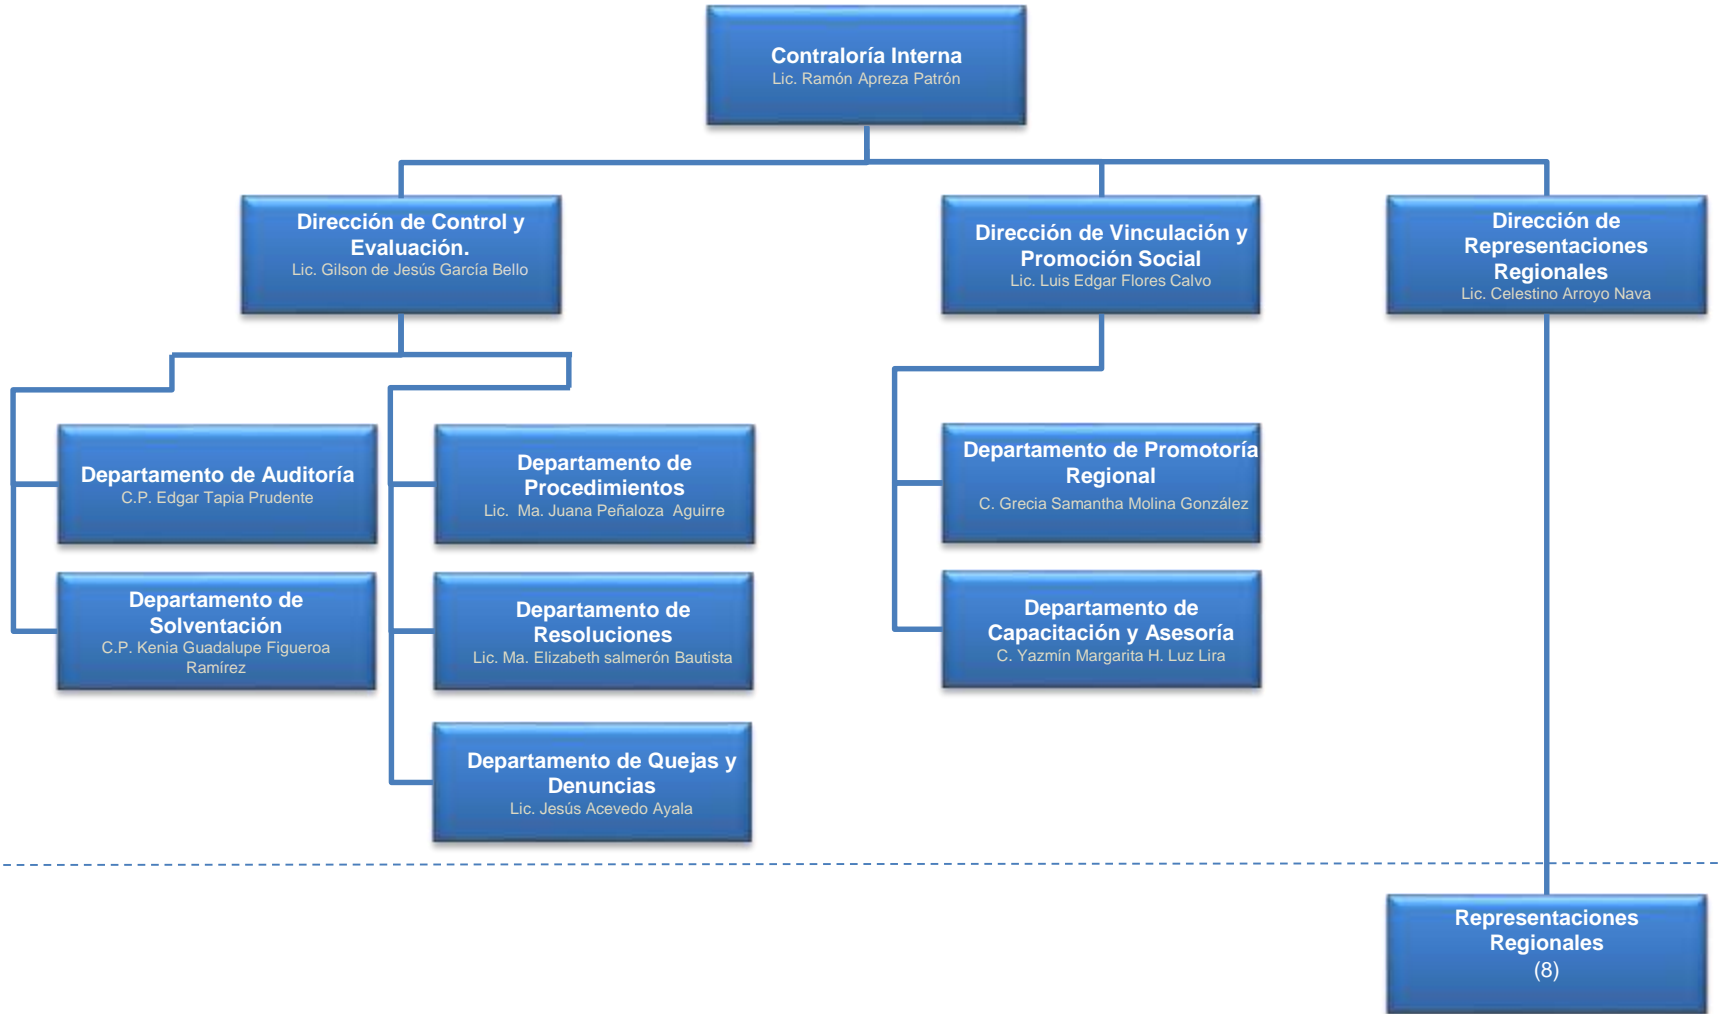 Contraloría Interna
Lic. Ramón Apreza Patrón
Dirección de Control y
Evaluación.
Lic. Gilson de Jesús García Bello
Dirección de Vinculación y
Promoción Social
Lic. Luis Edgar Flores Calvo
Dirección de
Representaciones
Regionales
Lic. Celestino Arroyo Nava
Departamento de Auditoría
C.P. Edgar Tapia Prudente
Departamento de
Procedimientos
Lic.  Ma. Juana Peñaloza  Aguirre
Departamento de Promotoría
Regional
C. Grecia Samantha Molina González
Departamento de
Solventación
C.P. Kenia Guadalupe Figueroa
Ramírez
Departamento de
Resoluciones
Lic. Ma. Elizabeth salmerón Bautista
Departamento de
Capacitación y Asesoría
C. Yazmín Margarita H. Luz Lira
Departamento de Quejas y
Denuncias
Lic. Jesús Acevedo Ayala
Representaciones
Regionales
(8)